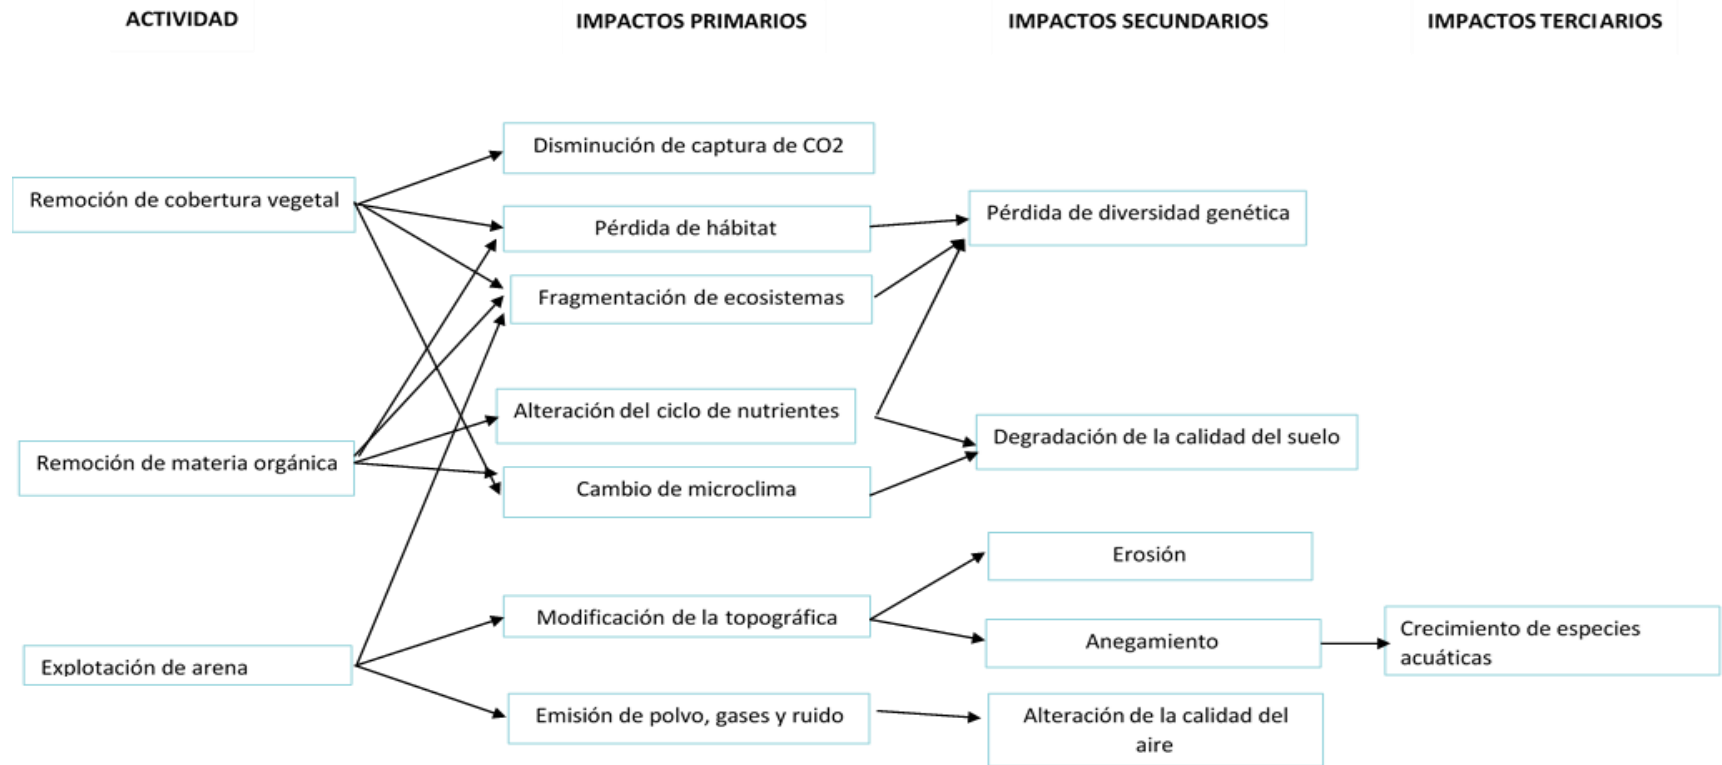 ACTIVIDAD
IMPACTOS PRIMARIOS
IMPACTOS SECUNDARIOS
IMPACTOS TERCIARIOS
Disminución de captura de CO2
Remoción de cobertura vegetal
Pérdida de hábitat
Pérdida de diversidad genética
Fragmentación de ecosistemas
Alteración del ciclo de nutrientes
Degradación de la calidad del suelo
Remoción de materia orgánica
Cambio de microclima
Erosión
Modificación de la topográfica
Anegamiento
Crecimiento de especies
acuáticas
Explotación de arena
Emisión de polvo, gases y ruido
Alteración de la calidad del
aire